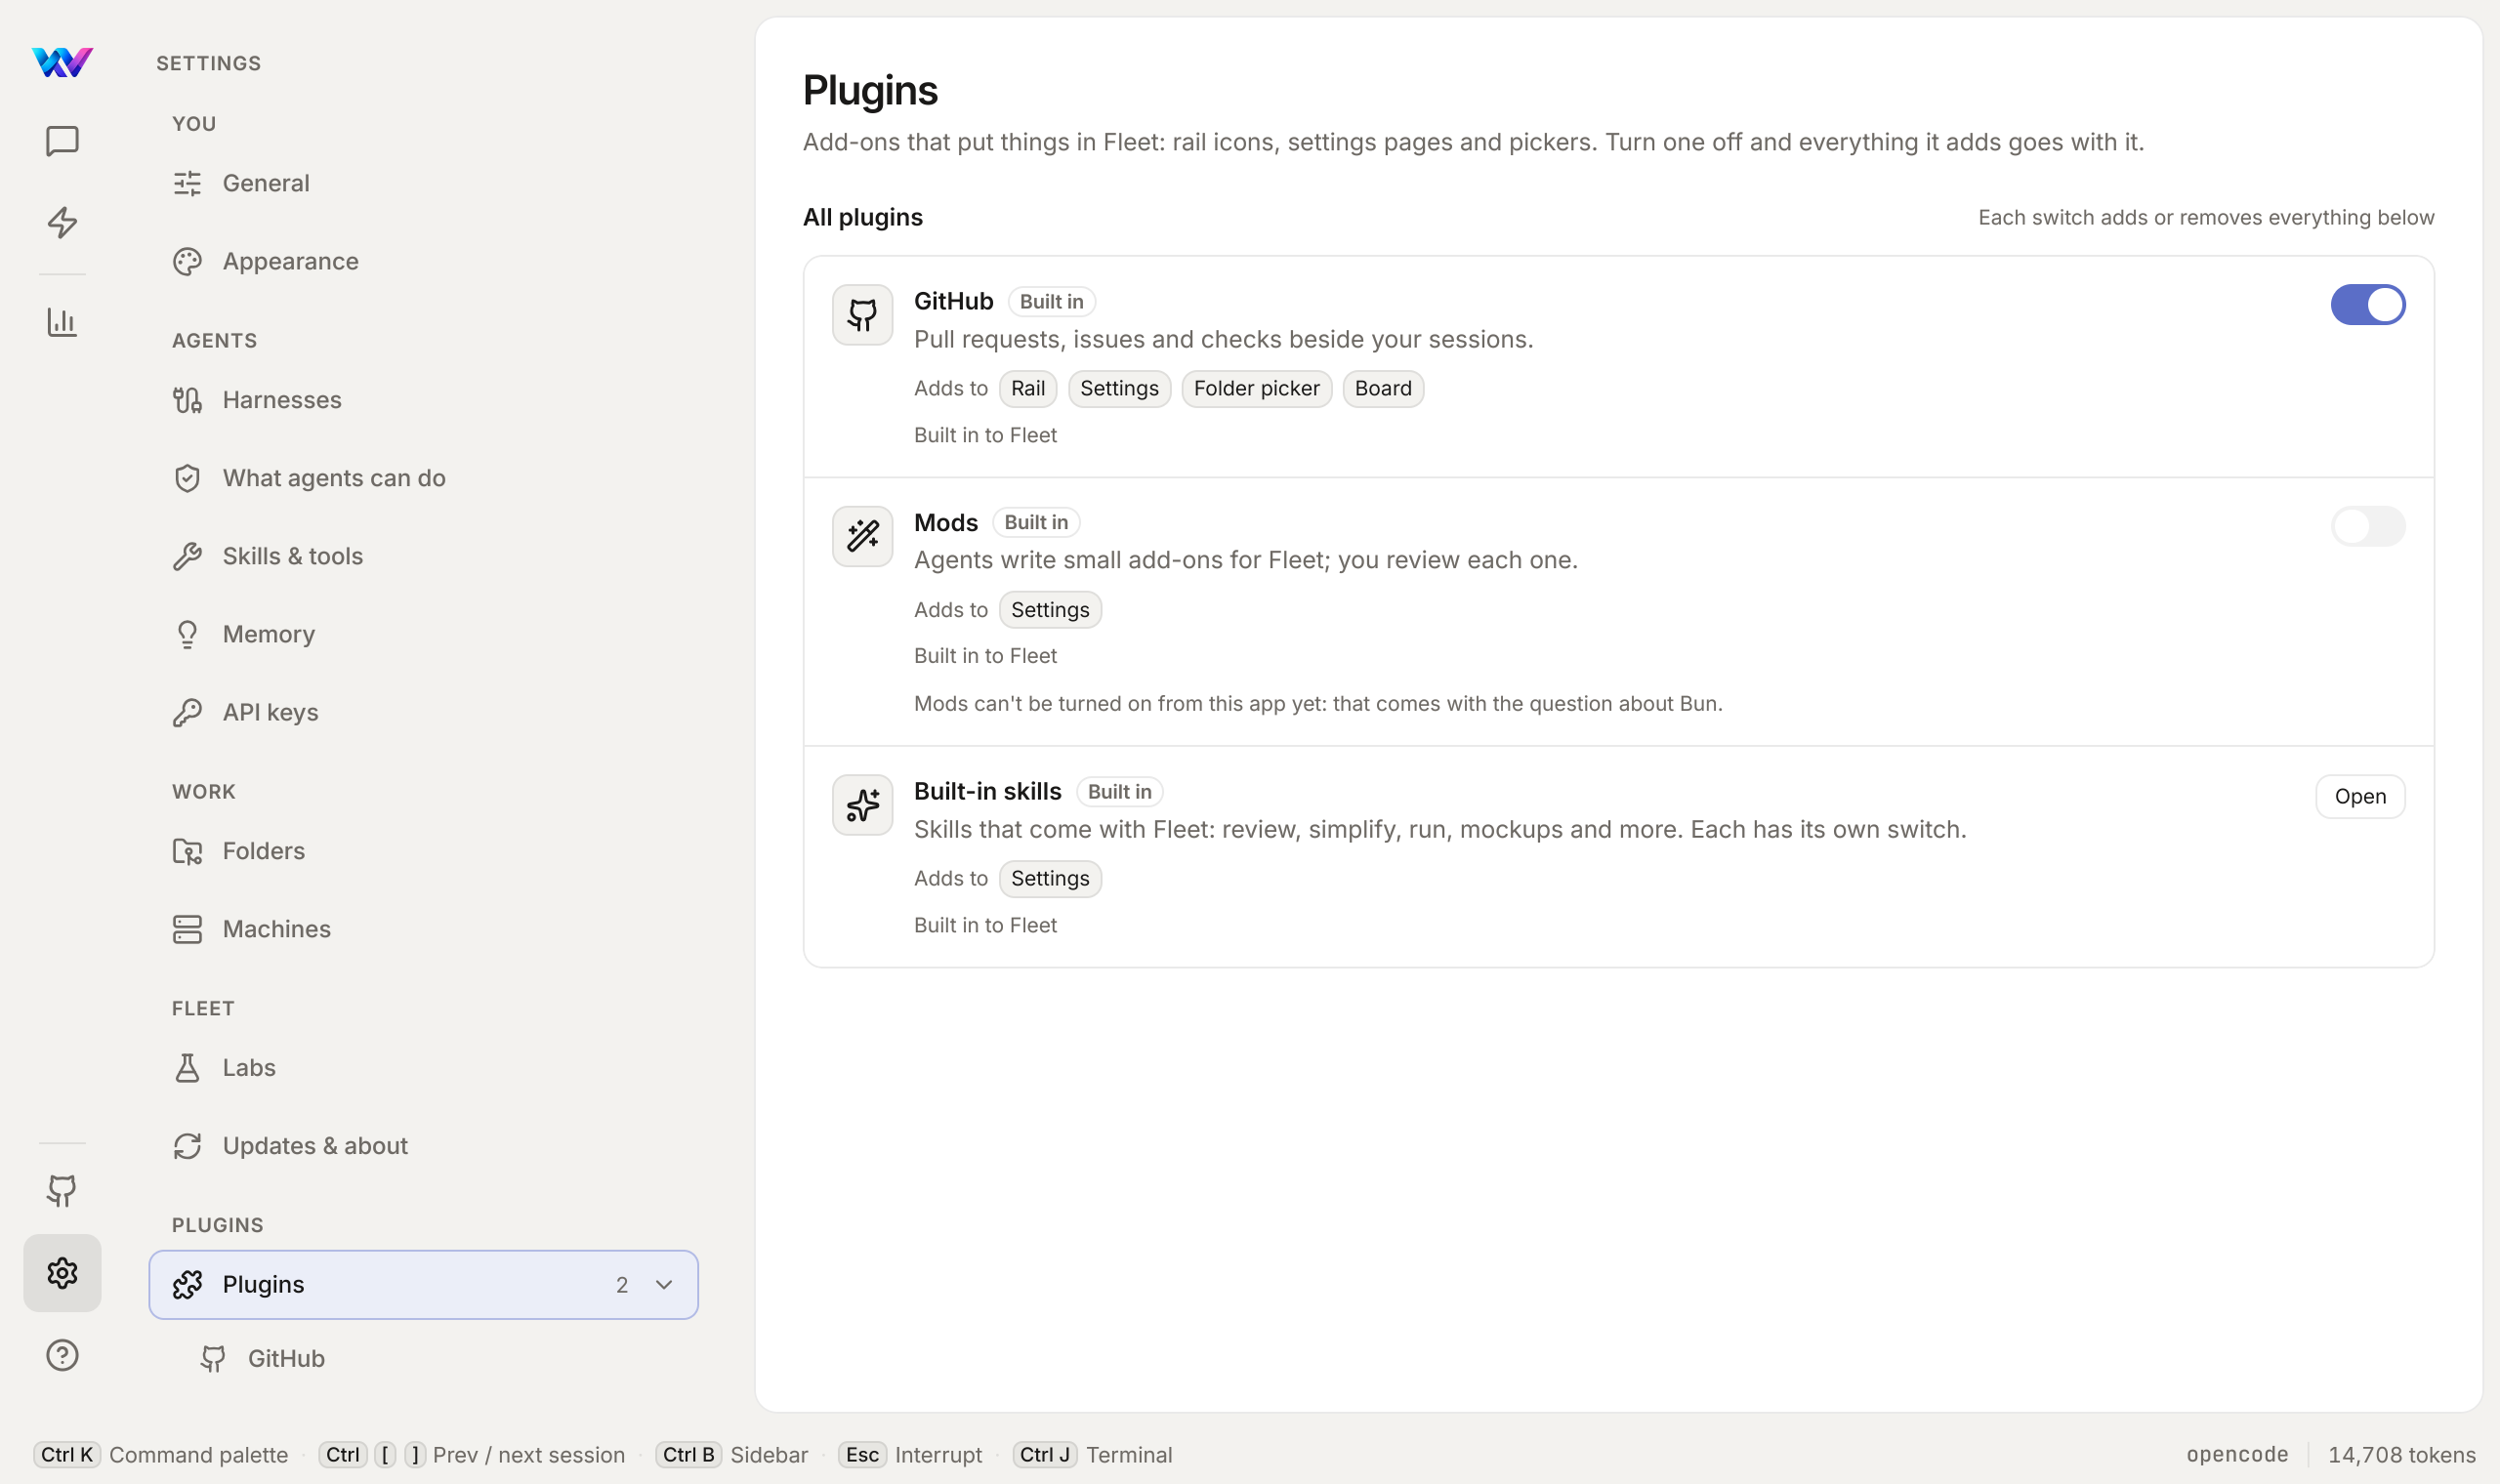 SETTINGS
YOU
General
Appearance
AGENTS
Harnesses
What agents can do
Skills & tools
Memory
API keys
WORK
Folders
Machines
FLEET
Labs
Updates & about
PLUGINS
Plugins 2
GitHub
Plugins
Add-ons that put things in Fleet: rail icons, settings pages and pickers. Turn one off and everything it adds goes with it.
All plugins Each switch adds or removes everything below
GitHub Built in
Pull requests, issues and checks beside your sessions.
Adds to Rail Settings Folder picker Board
Built in to Fleet
Mods Built in
Agents write small add-ons for Fleet; you review each one.
Adds to Settings
Built in to Fleet
Mods can't be turned on from this app yet: that comes with the question about Bun.
Built-in skills Built in Open
Skills that come with Fleet: review, simplify, run, mockups and more. Each has its own switch.
Adds to Settings
Built in to Fleet
Ctrl K Command palette · Ctrl [ ] Prev / next session · Ctrl B Sidebar · Esc Interrupt · Ctrl J Terminal opencode 14,708 tokens